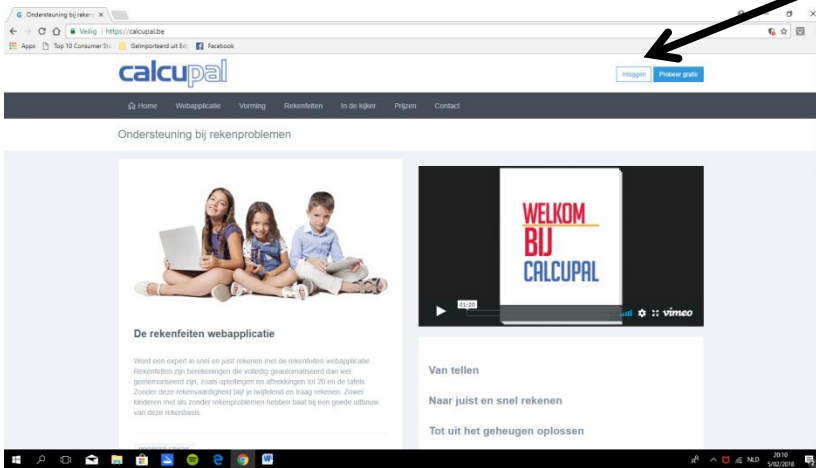 Ondersteuning bij reken
Veilig | https://calcupal.be
Apps Top 10 Consumer Geïmporteerd uit Facebook
calcupal
Inloggen Probeer gratis
Home Webapplicatie Vorming Rekenfeiten In de kijker Prijzen Contact
Ondersteuning bij rekenproblemen
WELKOM
BIJ
CALCUPAL
01:20
vimeo
De rekenfeiten webapplicatie
Word een expert in snel en juist rekenen met de rekenfeiten webapplicatie.
Rekenfeiten zijn berekeningen die volledig geautomatiseerd dan wel
gememoriseerd zijn, zoals optellingen en aftrekkingen tot 20 en de tafels.
Zonder deze rekenvaardigheid blijf je twijfelend en traag rekenen. Zowel
kinderen met als zonder rekenproblemen hebben baat bij een goede uitbouw
van deze rekenbasis.
Van tellen
Naar juist en snel rekenen
Tot uit het geheugen oplossen
NLD
20:10
5/02/2018